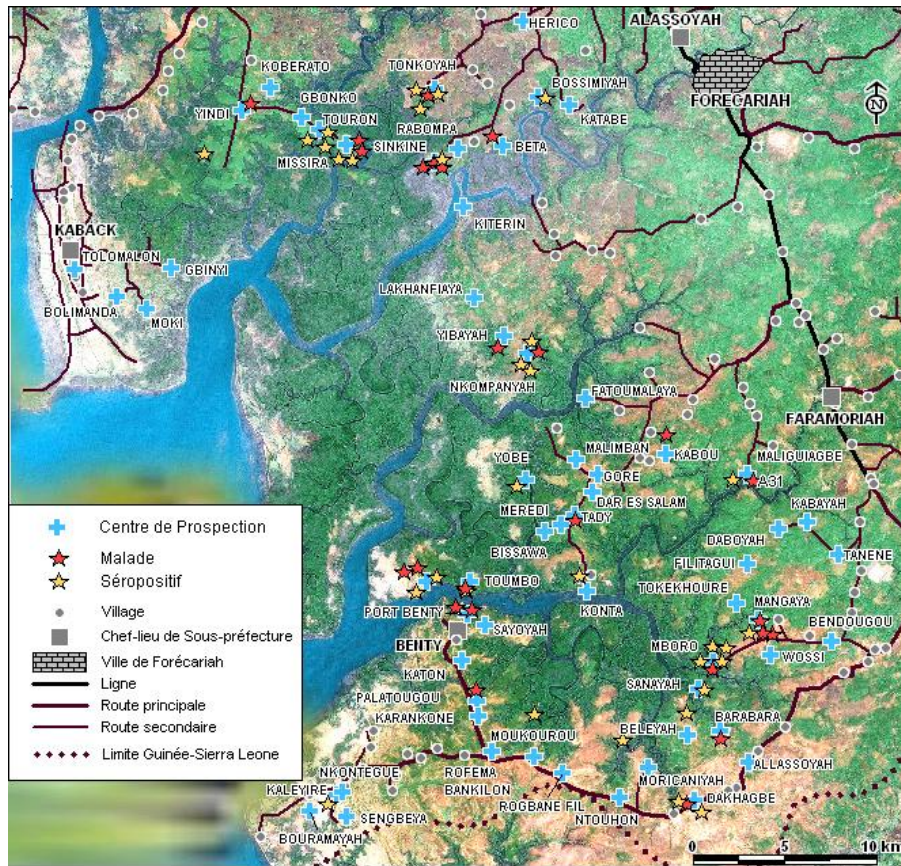 HERICO
ALASSOYAH
KOBERATO
TONKOYAH
BOSSIMIYAH
FORECARIAH
N
GBONKO
YINDI
TOURON
RABOMPA
KATABE
SINKINE
BETA
MISSIRA
KITERIN
KABACK
TOLOMALON
GBINYI
LAKHANFIAYA
BOLIMANDA
MOKI
YIBAYAH
NKOMPANYAH
FATOUMALAYA
FARAMORIAH
MALIMBAN
KABOU
MALIGUIAGBE
YOBE
GORE
A31
DAR ES SALAM
KABAYAH
MEREDI
TADY
DABOYAH
BISSAWA
TANENE
FILITAGUI
TOUMBO
TOKEKHOURE
KONTA
MANGAYA
PORT BENTY
BENDOUGOU
SAYOYAH
BENTY
MBORO
WOSSI
KATON
SANAYAH
PALATOUGOU
KARANKONE
BELEYAH
BARABARA
MOUKOUROU
ALLASSOYAH
NKONTEGUE
ROFEMA
MORICANIYAH
KALEYIRE
BANKILON
DAKHAGBE
ROGBANE FIL
NTOUHON
SENGBEYA
BOURAMAYAH
Centre de Prospection
Malade
Séropositif
Village
Chef-lieu de Sous-préfecture
Ville de Forécariah
Ligne
Route principale
Route secondaire
Limite Guinée-Sierra Leone
0 5 10 km